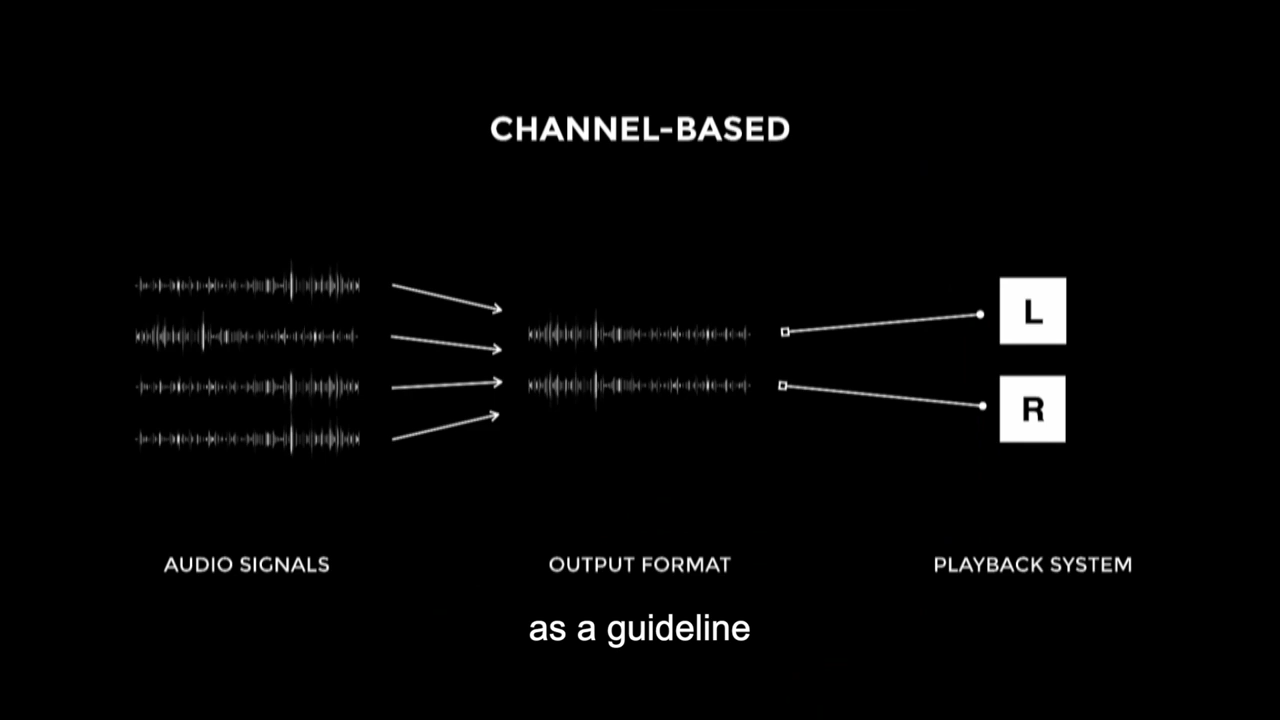 CHANNEL-BASED
L
R
AUDIO SIGNALS
OUTPUT FORMAT
PLAYBACK SYSTEM
as a guideline